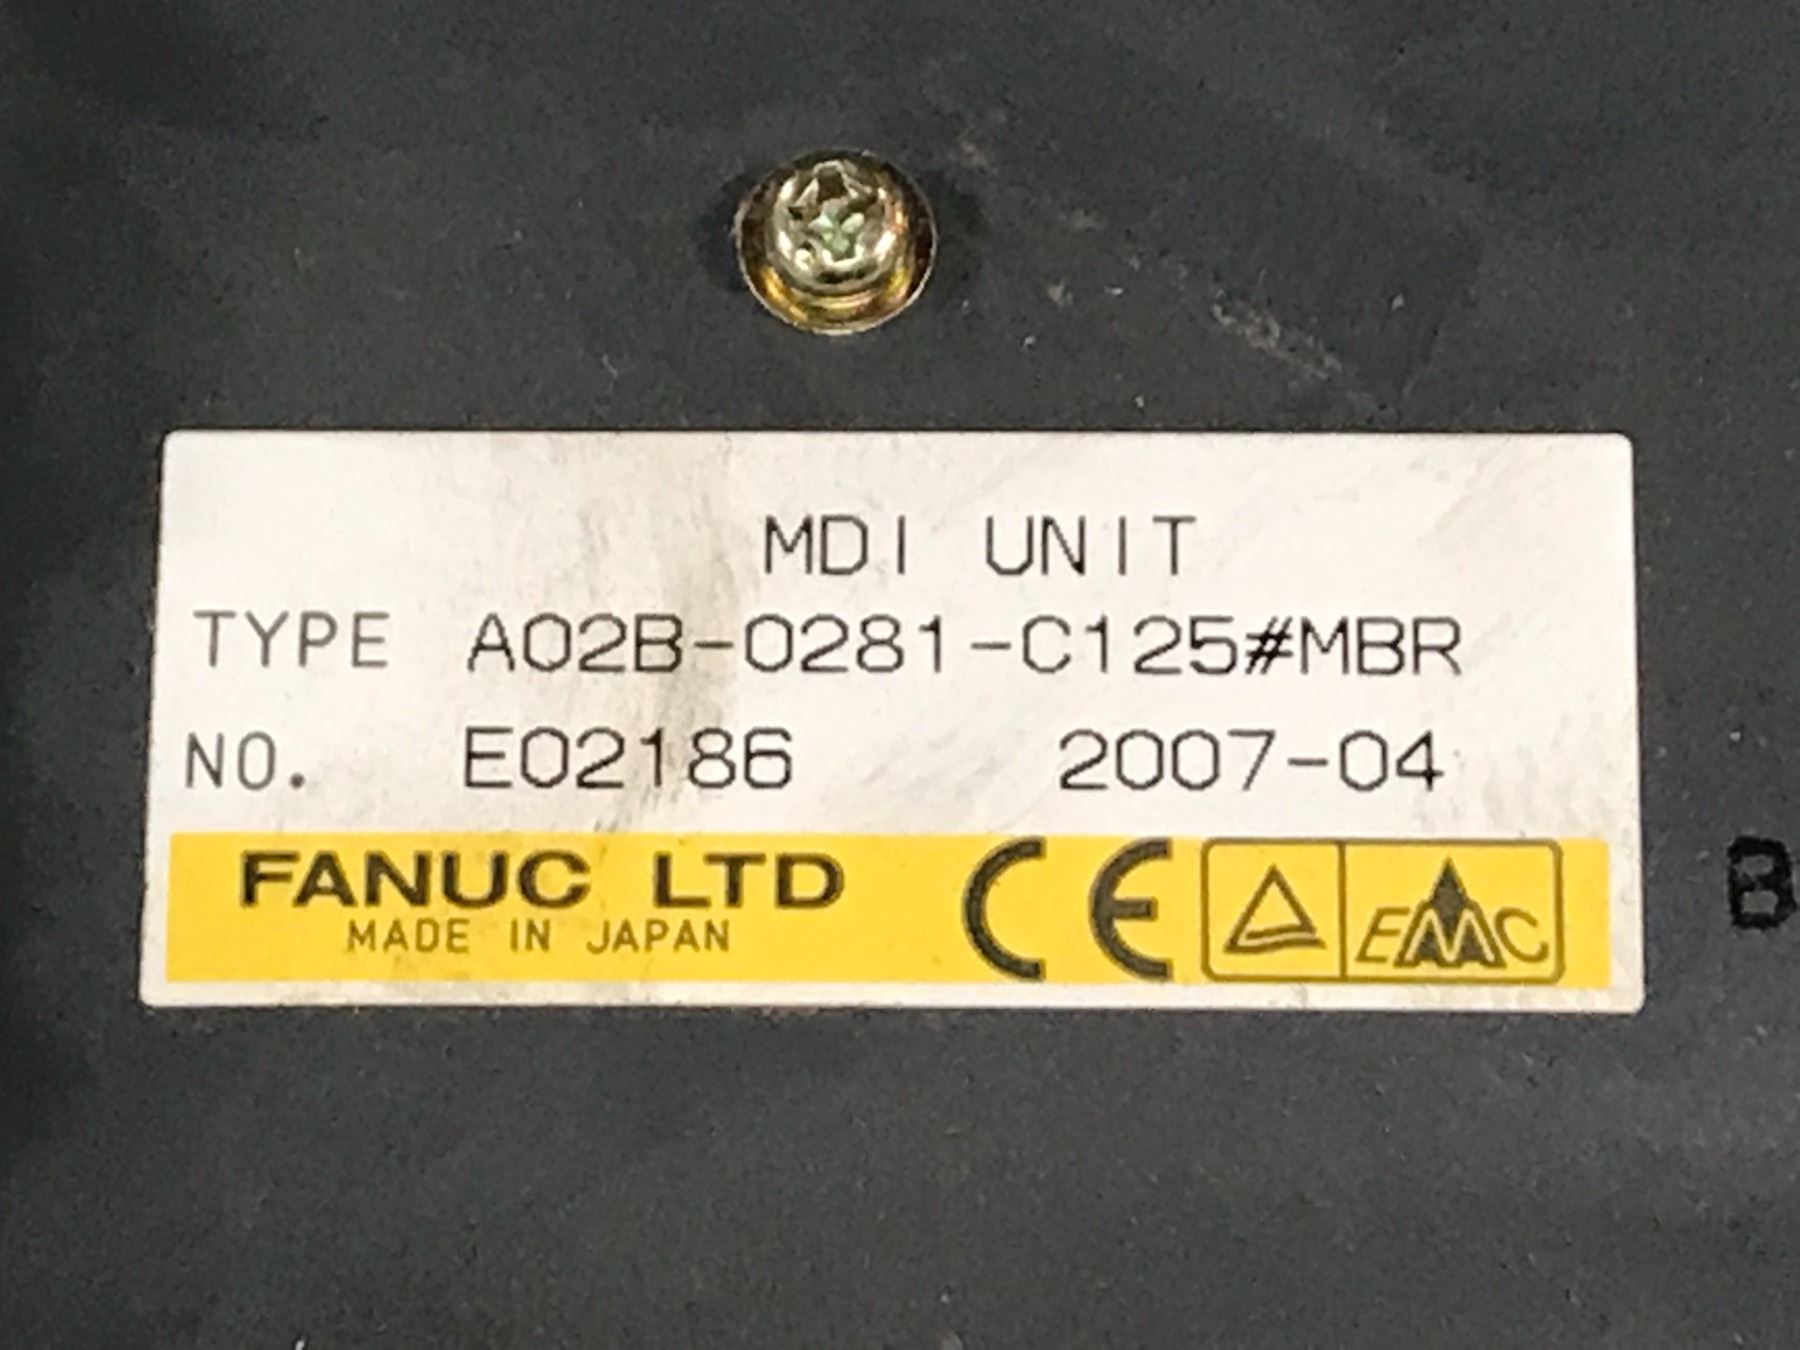 MDI UNIT
TYPE A02B-0281-C125#MBR
NO. E02186 2007-04
FANUC LTD
MADE IN JAPAN
CE
EMC
B